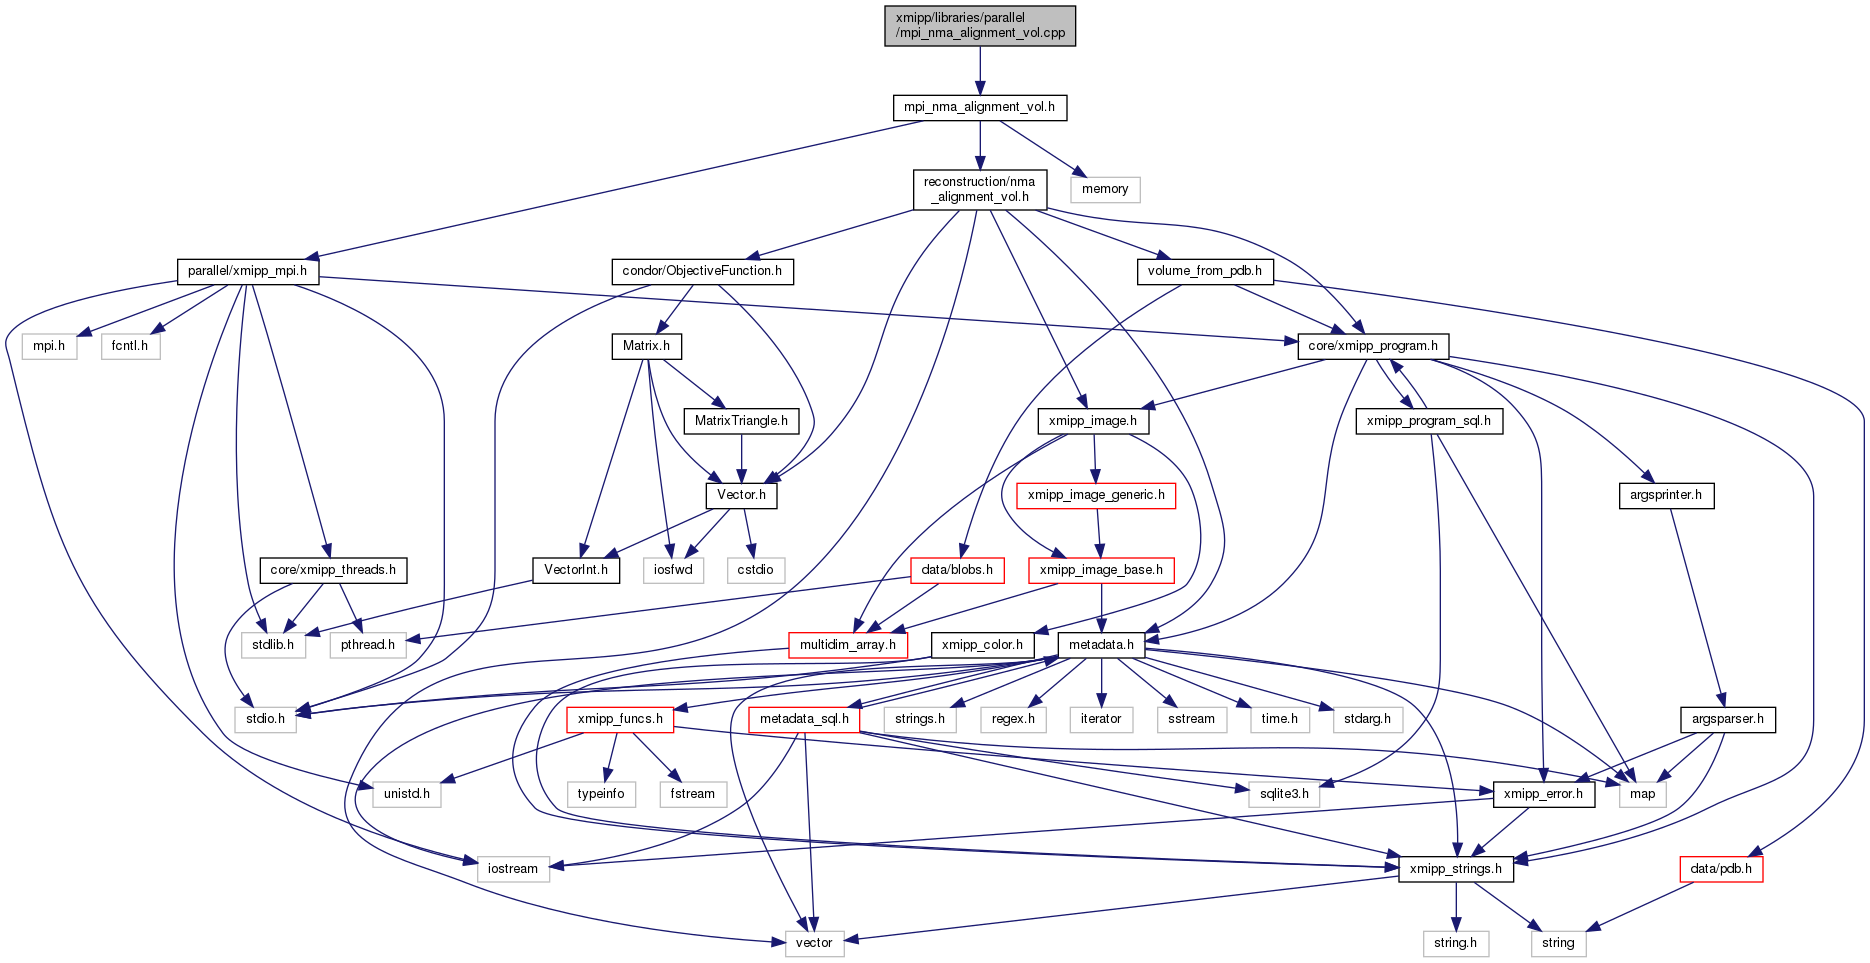 xmipp/libraries/parallel
/mpi_nma_alignment_vol.cpp
mpi_nma_alignment_vol.h
reconstruction/nma
_alignment_vol.h
memory
parallel/xmipp_mpi.h
condor/ObjectiveFunction.h
volume_from_pdb.h
mpi.h
fcntl.h
Matrix.h
core/xmipp_program.h
MatrixTriangle.h
xmipp_image.h
xmipp_program_sql.h
Vector.h
xmipp_image_generic.h
argsprinter.h
core/xmipp_threads.h
VectorInt.h
iosfwd
cstdio
data/blobs.h
xmipp_image_base.h
stdlib.h
pthread.h
multidim_array.h
xmipp_color.h
metadata.h
stdio.h
xmipp_funcs.h
metadata_sql.h
strings.h
regex.h
iterator
sstream
time.h
stdarg.h
argsparser.h
unistd.h
typeinfo
fstream
sqlite3.h
xmipp_error.h
map
iostream
xmipp_strings.h
data/pdb.h
vector
string.h
string